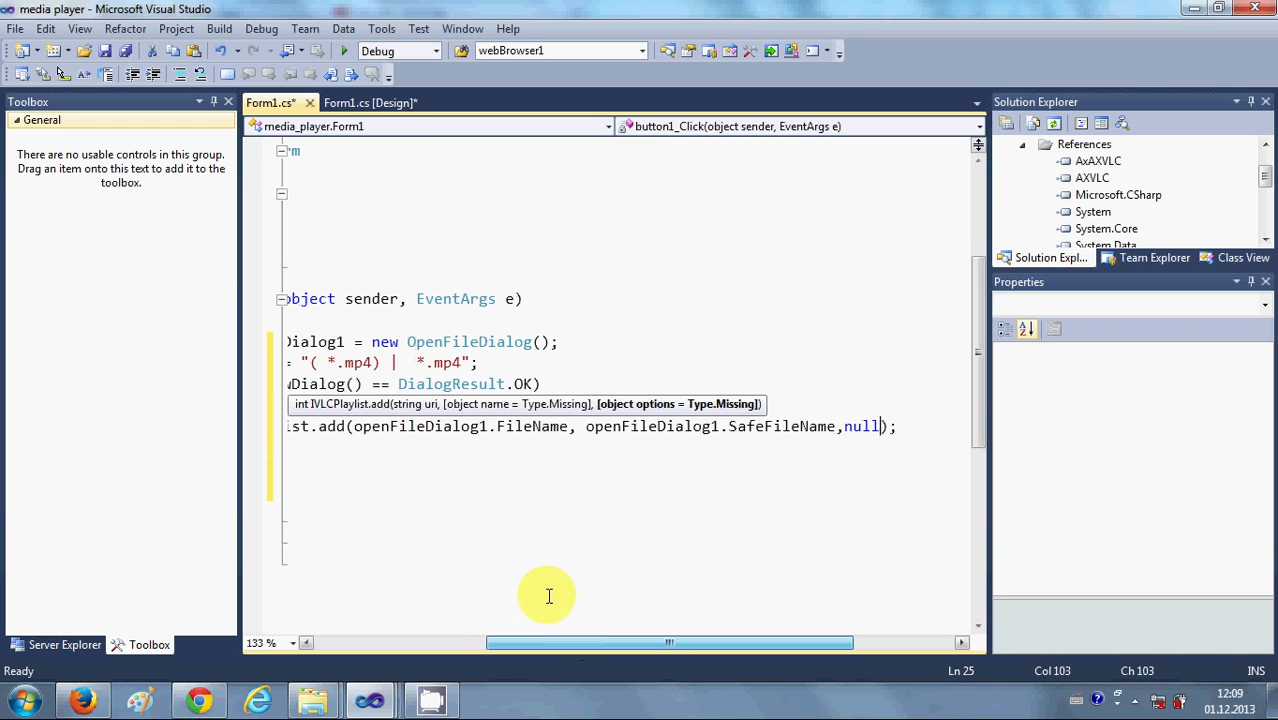 media player - Microsoft Visual Studio
File Edit View Refactor Project Build Debug Team Data Tools Test Window Help
Debug webBrowser1
Toolbox
General
There are no usable controls in this group.
Drag an item onto this text to add it to the
toolbox.
Server Explorer Toolbox
Form1.cs* Form1.cs [Design]*
media_player.Form1 button1_Click(object sender, EventArgs e)
rm
object sender, EventArgs e)
Dialog1 = new OpenFileDialog();
= "( *.mp4) | *.mp4";
wDialog() == DialogResult.OK)
int IVLCPlaylist.add(string uri, [object name = Type.Missing], [object options = Type.Missing])
ist.add(openFileDialog1.FileName, openFileDialog1.SafeFileName,null);
133 %
Solution Explorer
References
AxAXVLC
AXVLC
Microsoft.CSharp
System
System.Core
System.Data
Solution Expl... Team Explorer Class View
Properties
Ready Ln 25 Col 103 Ch 103 INS
12:09
01.12.2013